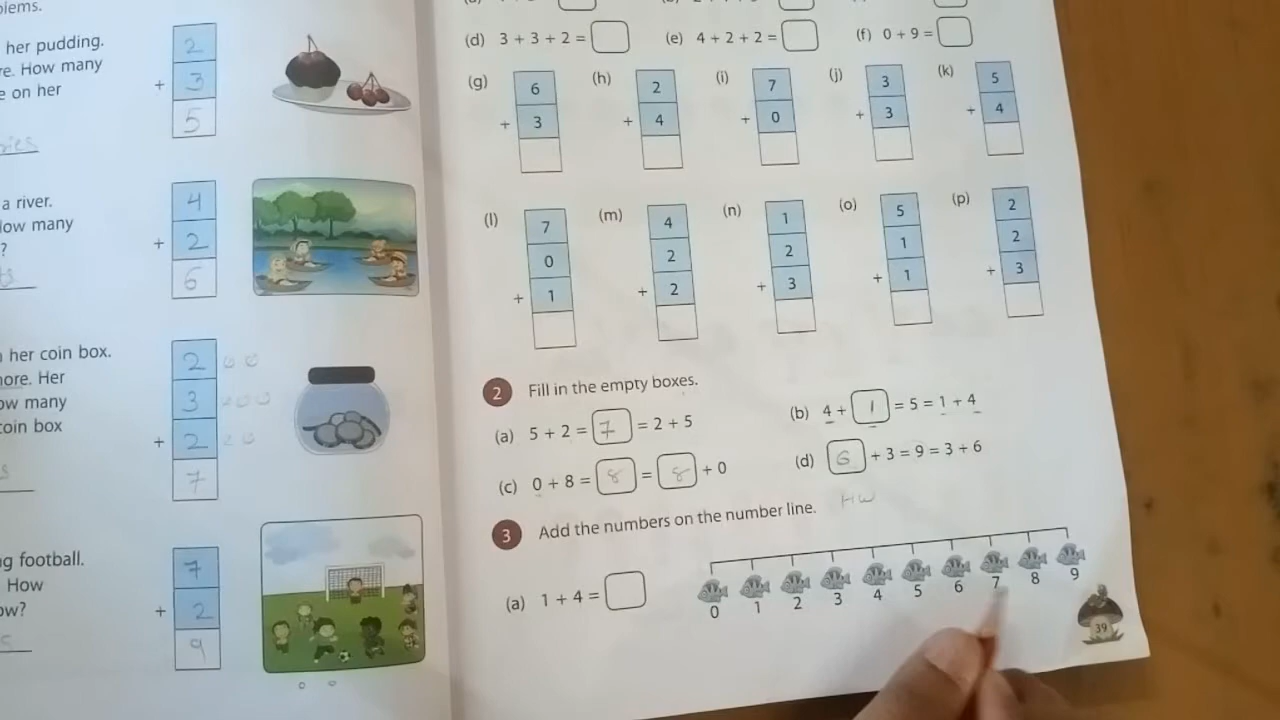 her pudding.
re. How many
e on her
2
+ 3
5
a river.
How many
?
4
+ 2
6
her coin box.
more. Her
ow many
coin box
2
3
+ 2
7
g football.
How
ow?
7
+ 2
9
(d) 3 + 3 + 2 =
(e) 4 + 2 + 2 =
(f) 0 + 9 =
(g) 6
+ 3
(h) 2
+ 4
(i) 7
+ 0
(j) 3
+ 3
(k) 5
+ 4
(l) 7
0
+ 1
(m) 4
2
+ 2
(n) 1
2
+ 3
(o) 5
1
+ 1
(p) 2
2
+ 3
2 Fill in the empty boxes.
(a) 5 + 2 = 7 = 2 + 5
(b) 4 + 1 = 5 = 1 + 4
(c) 0 + 8 = 8 = 8 + 0
(d) 6 + 3 = 9 = 3 + 6
HW
3 Add the numbers on the number line.
(a) 1 + 4 =
0 1 2 3 4 5 6 7 8 9
39